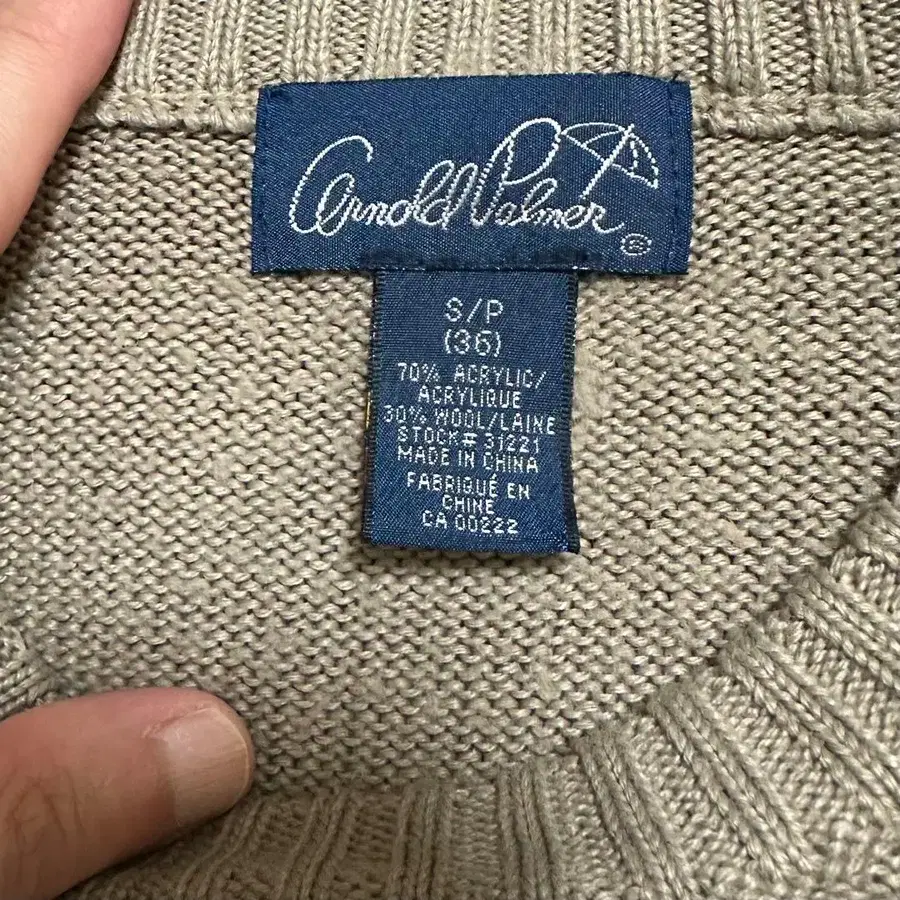 Arnold Palmer ®
S/P
(36)
70% ACRYLIC/
ACRYLIQUE
30% WOOL/LAINE
STOCK# 31221
MADE IN CHINA
FABRIQUÉ EN
CHINE
CA 00222